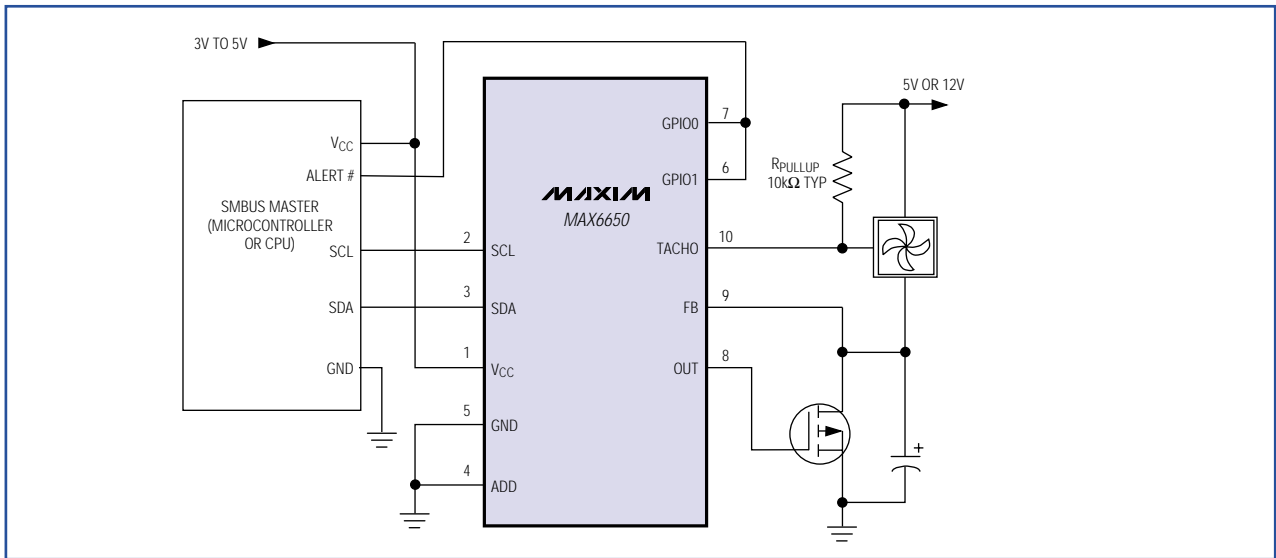 3V TO 5V
5V OR 12V
VCC
ALERT #
SMBUS MASTER
(MICROCONTROLLER
OR CPU)
SCL
SDA
GND
2
3
1
5
4
SCL
SDA
VCC
GND
ADD
MAXIM
MAX6650
GPIO0
GPIO1
TACHO
FB
OUT
7
6
10
9
8
RPULLUP
10kΩ TYP
+